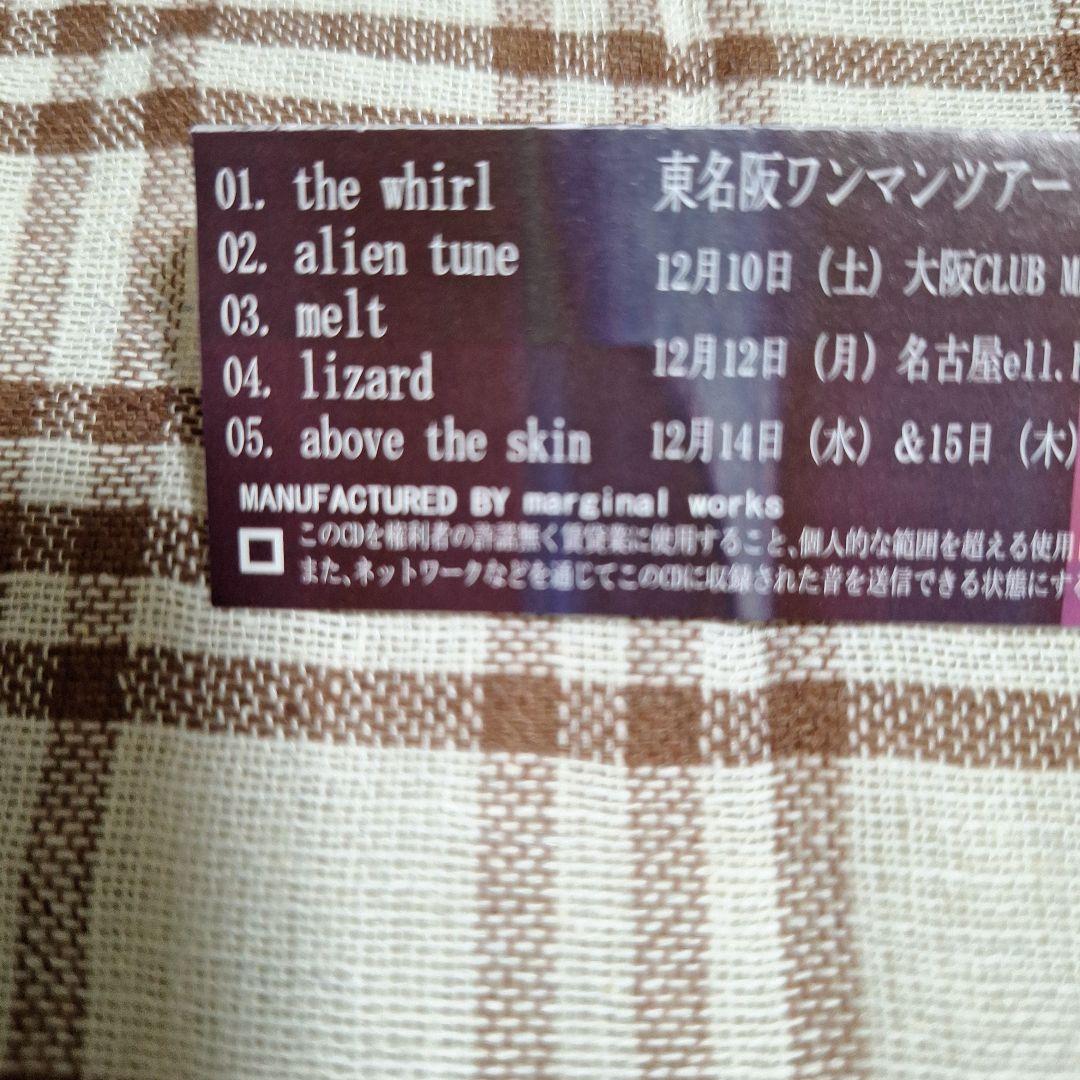 01. the whirl
02. alien tune
03. melt
04. lizard
05. above the skin
東名阪ワンマンツアー
12月10日 (土) 大阪CLUB
12月12日 (月) 名古屋ell.
12月14日 (水) &15日 (木)
MANUFACTURED BY marginal works
このCDを権利者の許諾無く賃貸業に使用すること、個人的な範囲を超える使用
また、ネットワークなどを通じてこのCDに収録された音を送信できる状態にす